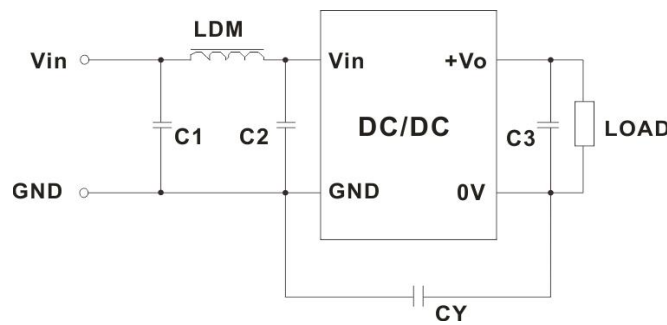 LDM
Vin
Vin
+Vo
C1
C2
DC/DC
C3
LOAD
GND
GND
0V
CY